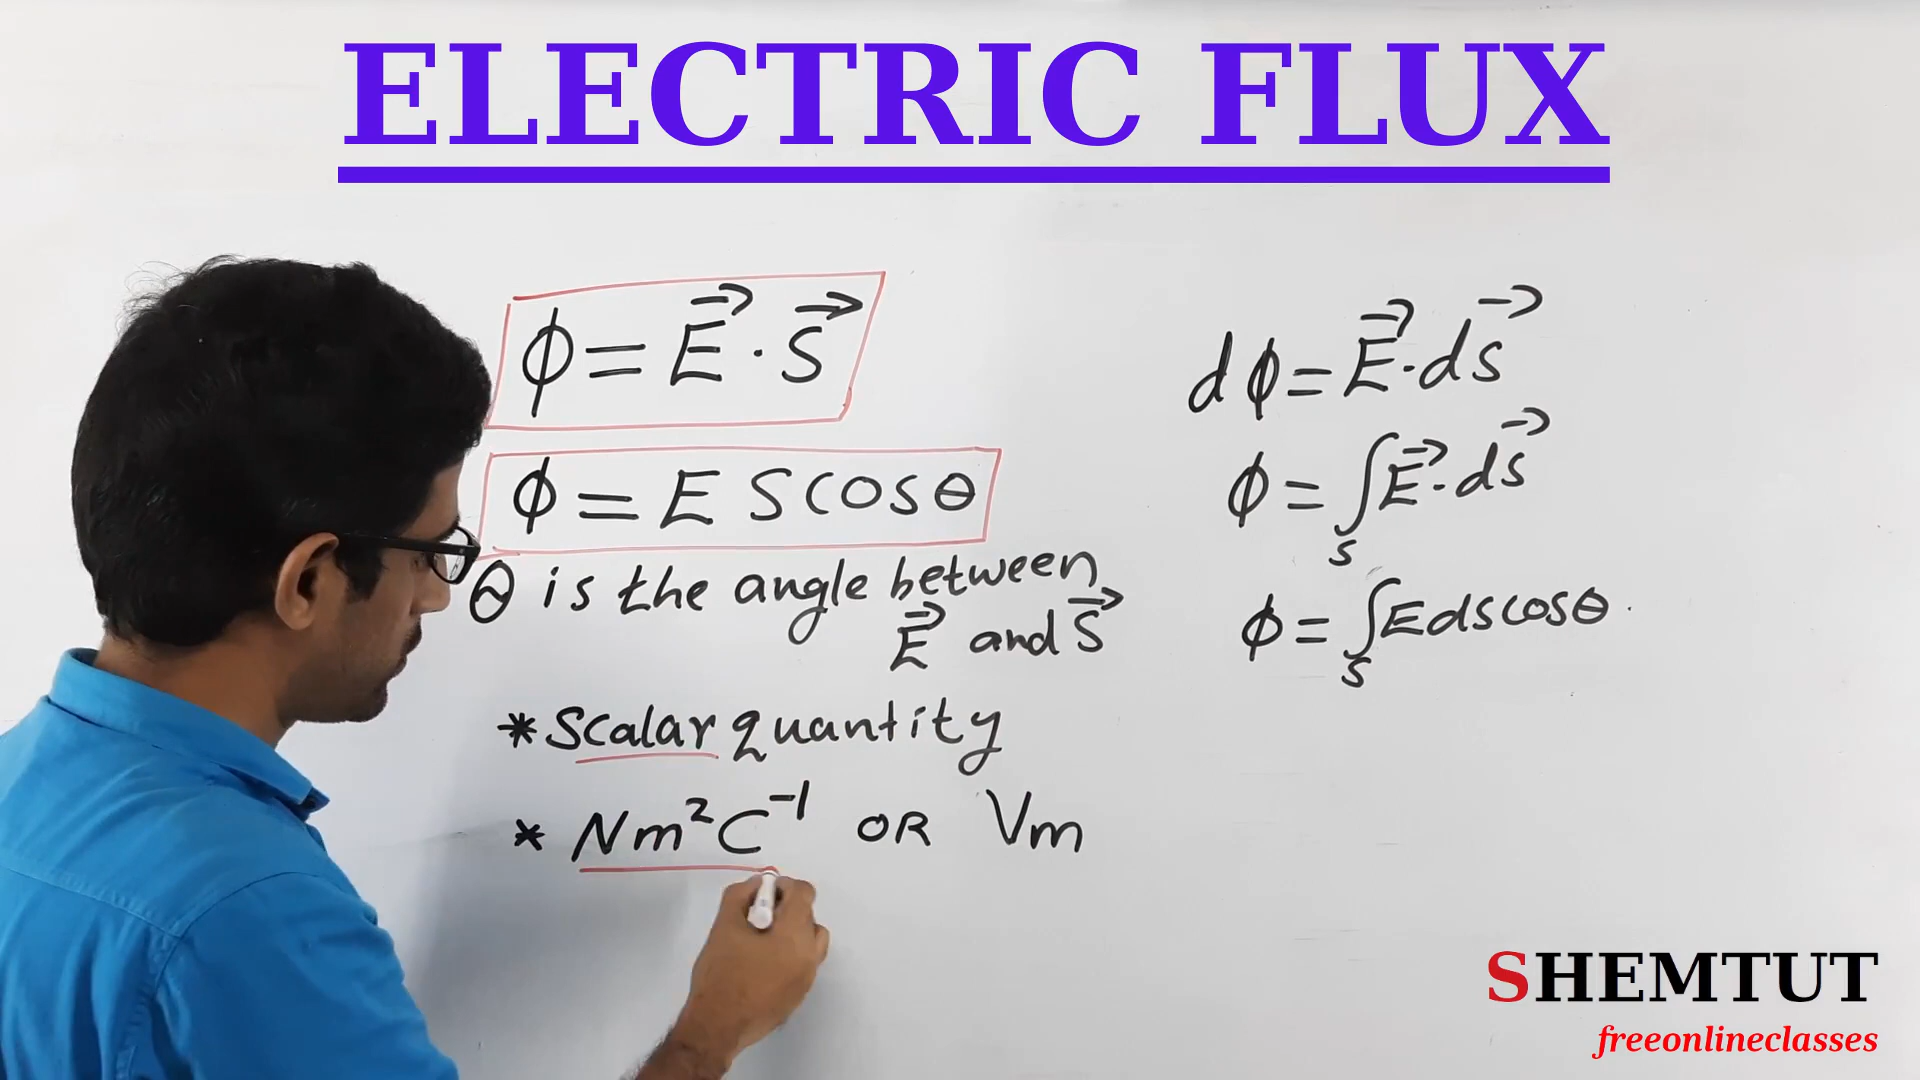 ELECTRIC FLUX
ϕ = E⃗ · S⃗
ϕ = E S cosθ
θ is the angle between
E⃗ and S⃗
* Scalar quantity
* Nm²C⁻¹ OR Vm
dϕ = E⃗ · ds⃗
ϕ = ∫ₛ E⃗ · ds⃗
ϕ = ∫ₛ E ds cosθ
SHEMTUT
freeonlineclasses